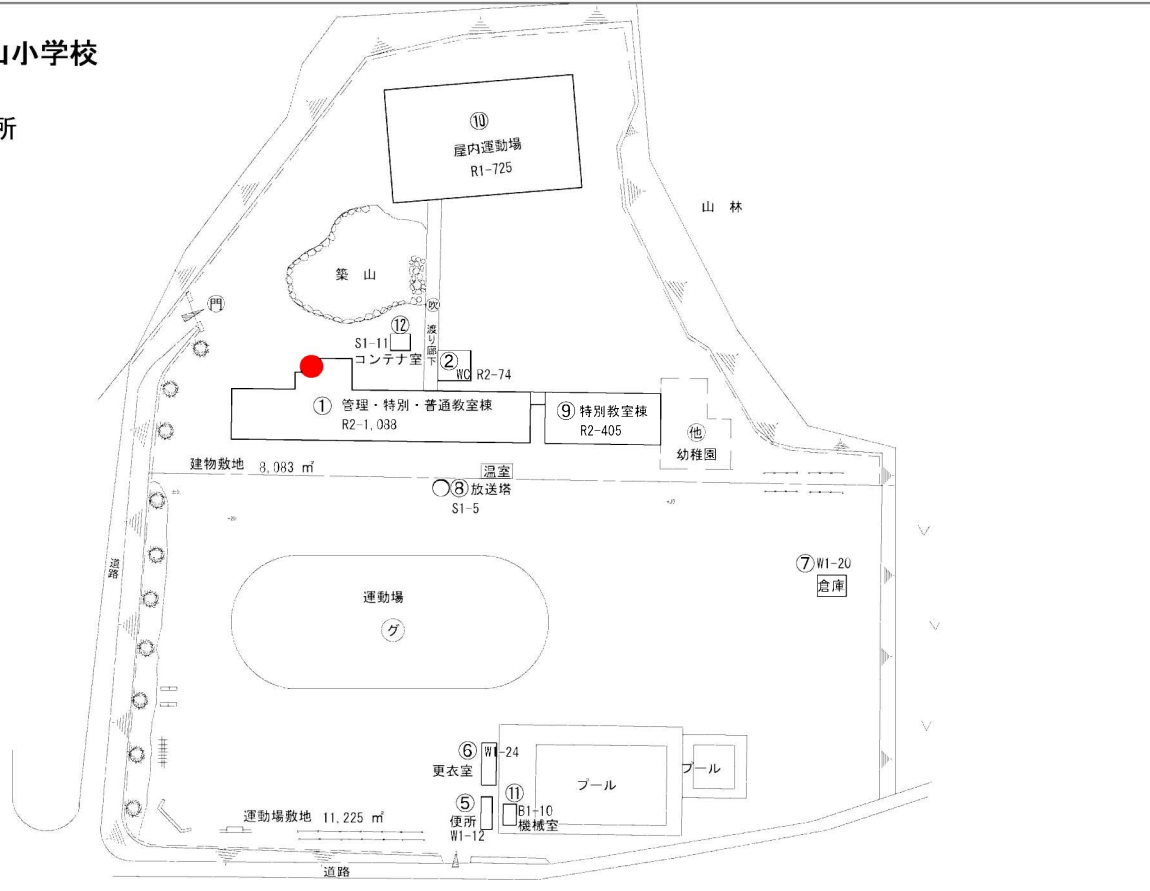 山小学校
所
⑩
屋内運動場
R1-725
山 林
築 山
門
吹
渡り廊下
⑫
S1-11
コンテナ室
②
WC R2-74
① 管理・特別・普通教室棟
R2-1,088
⑨ 特別教室棟
R2-405
他
幼稚園
建物敷地 8,083 ㎡
温室
⑧ 放送塔
S1-5
⑦ W1-20
倉庫
道路
運動場
グ
⑥ W1-24
更衣室
プール
プール
⑤
便所
W1-12
⑪
B1-10
機械室
運動場敷地 11,225 ㎡
道路